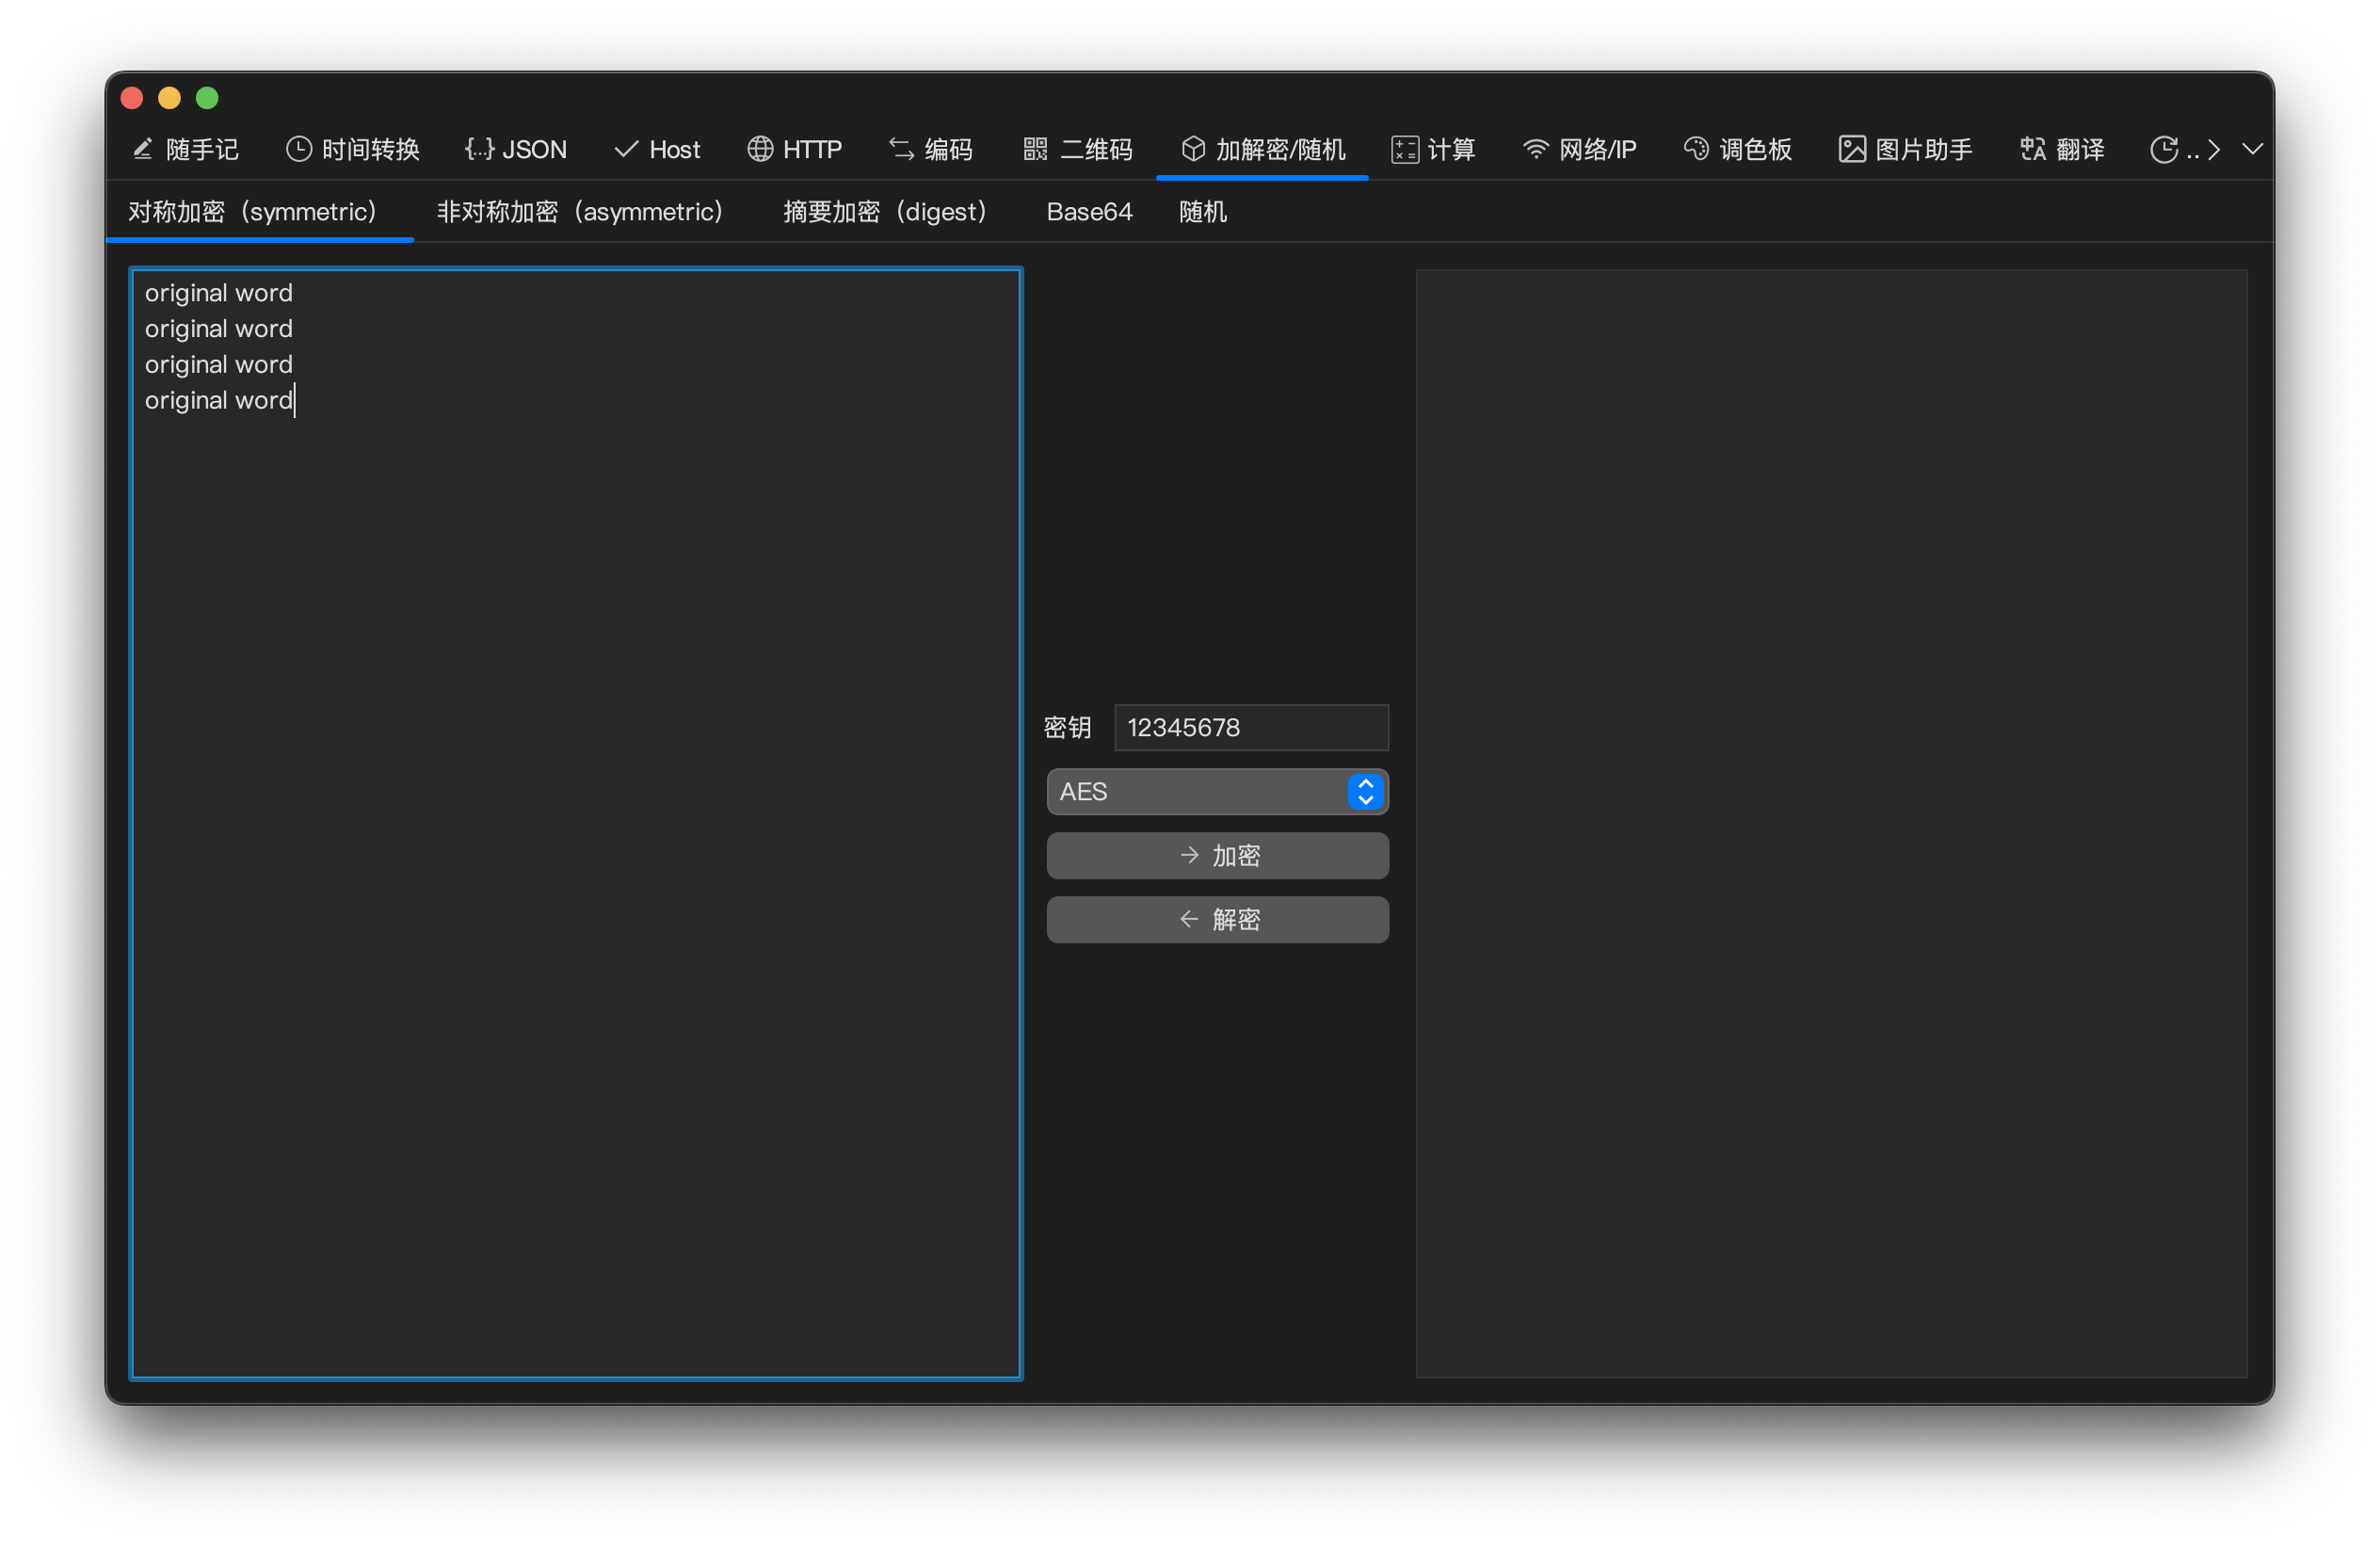 随手记 时间转换 {...} JSON Host HTTP 编码 二维码 加解密/随机 计算 网络/IP 调色板 图片助手 翻译 ..
对称加密（symmetric） 非对称加密（asymmetric） 摘要加密（digest） Base64 随机
original word
original word
original word
original word
密钥 12345678
AES
→ 加密
← 解密